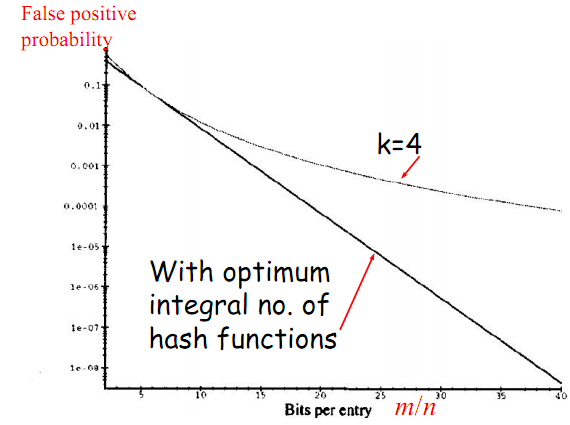 False positive
probability
0.1
0.01
k=4
0.001
0.0001
1e-05
With optimum
1e-06
integral no. of
1e-07
hash functions
1e-08
5 10 15 20 25 30 35 40
Bits per entry m/n